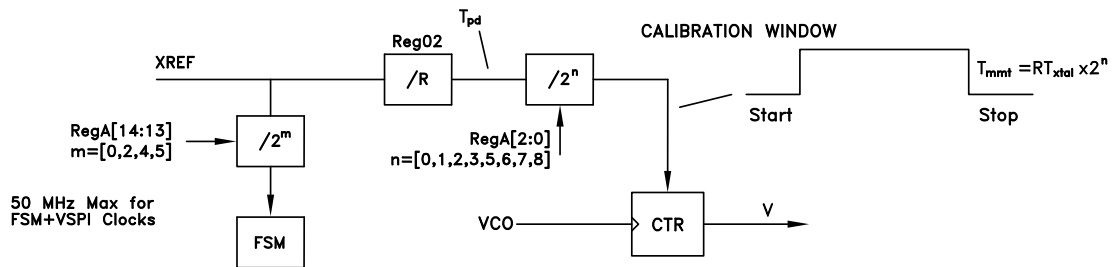 T_pd
CALIBRATION WINDOW
Reg02
XREF
/R
/2^n
T_mmt =RT_xtal x2^n
Start
Stop
RegA[14:13]
m=[0,2,4,5]
/2^m
RegA[2:0]
n=[0,1,2,3,5,6,7,8]
50 MHz Max for
FSM+VSPI Clocks
FSM
VCO
CTR
V